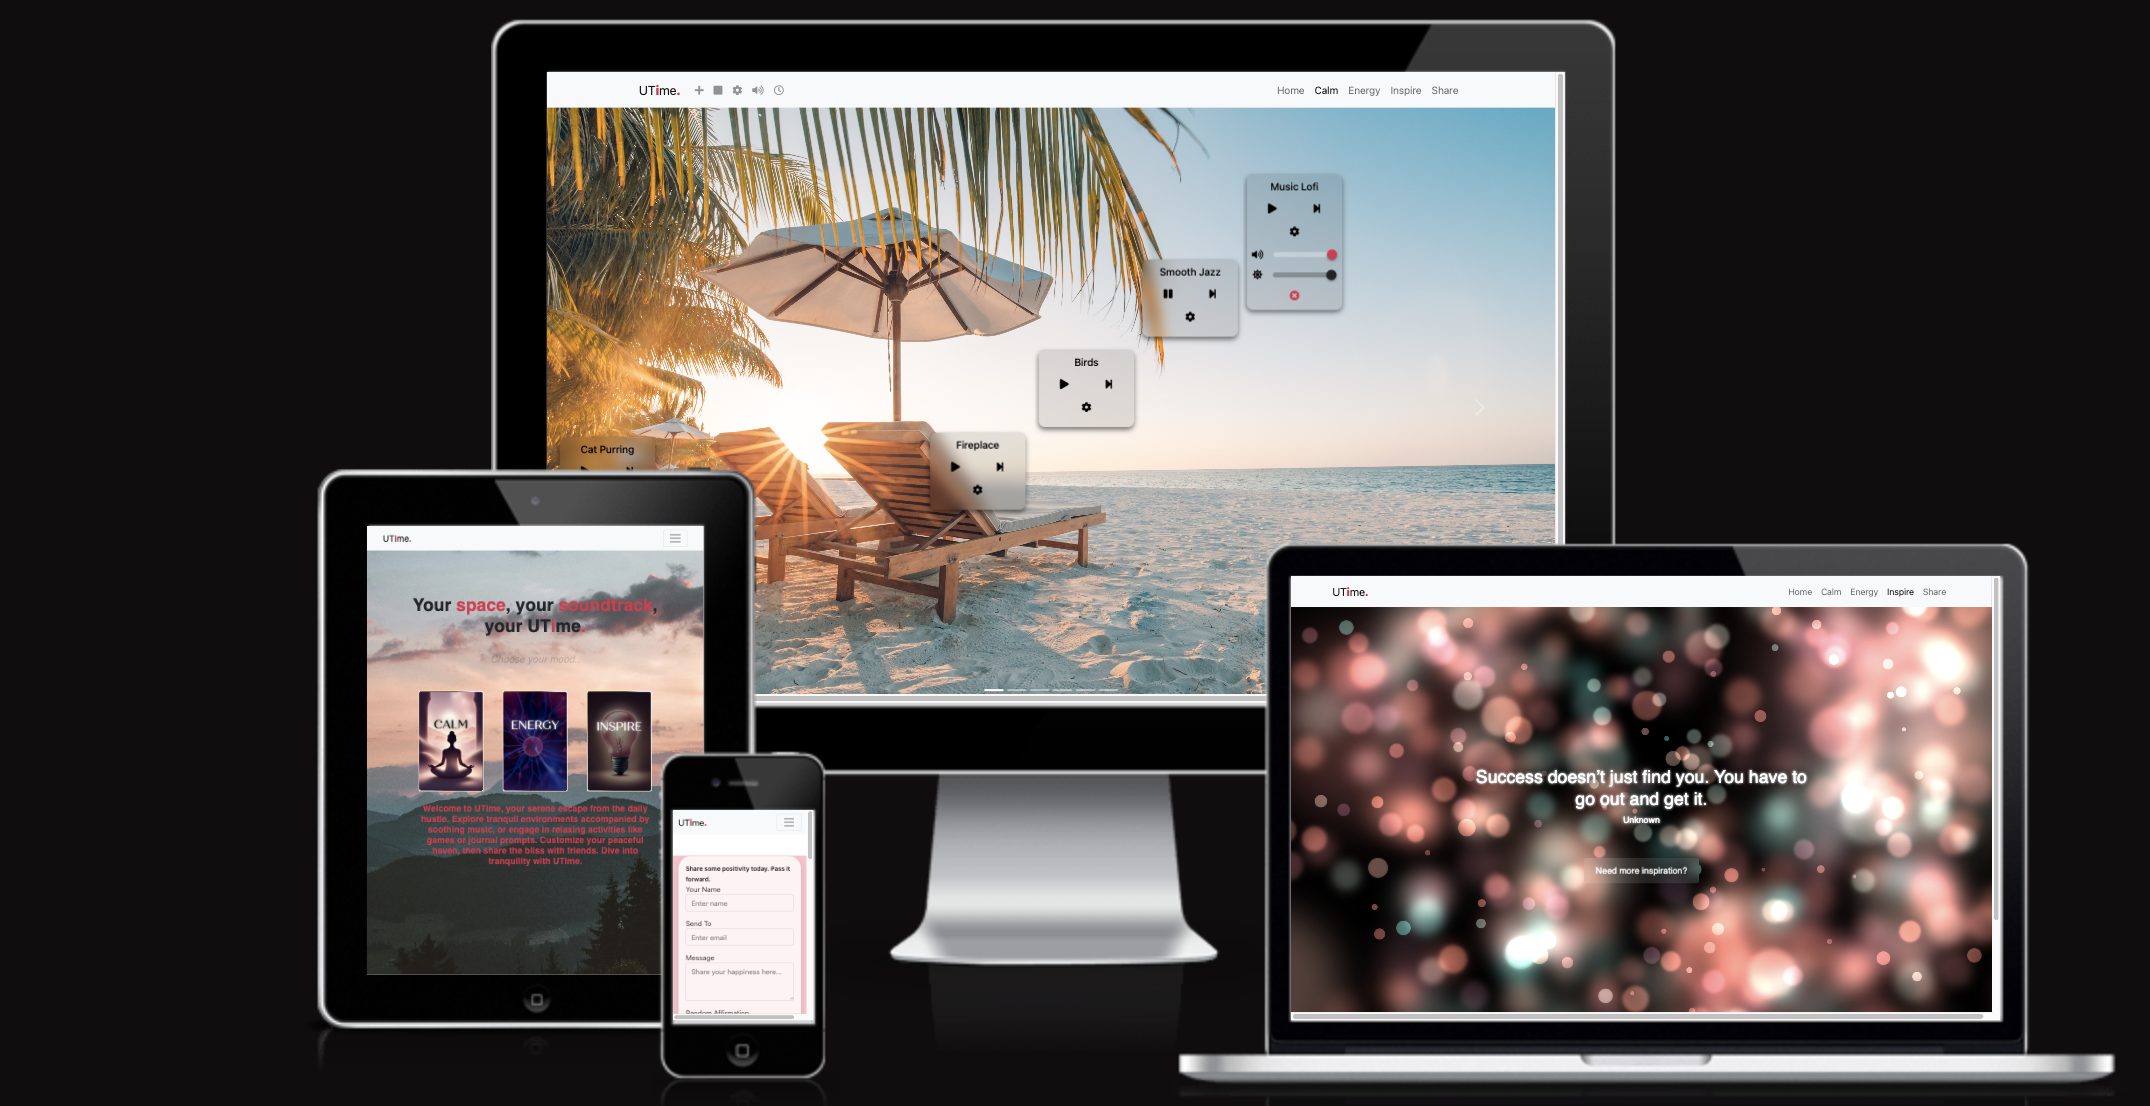 UTime.
Home Calm Energy Inspire Share
Music Lofi
Smooth Jazz
Birds
Fireplace
Cat Purring
UTime.
Your space, your soundtrack,
your UTime.
Choose your mood...
CALM
ENERGY
INSPIRE
Welcome to UTime, your serene escape from the daily
hustle. Explore tranquil environments accompanied by
soothing music, or engage in relaxing activities like
games or journal prompts. Customize your peaceful
haven, then share the bliss with friends. Dive into
tranquility with UTime.
UTime.
Share some positivity today. Pass it
forward.
Your Name
Enter name
Send To
Enter email
Message
Share your happiness here...
Random Affirmation
UTime.
Home Calm Energy Inspire Share
Success doesn't just find you. You have to
go out and get it.
Unknown
Need more inspiration?